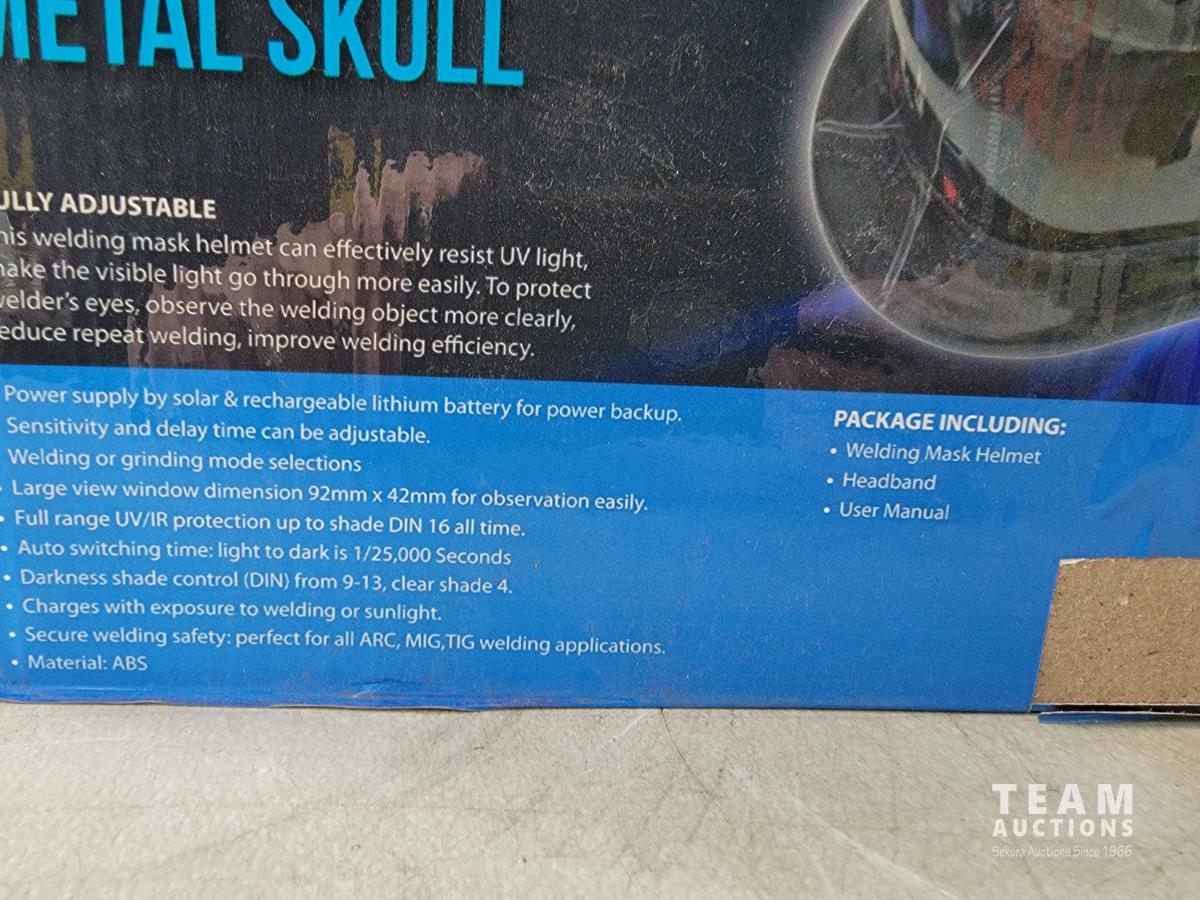 METAL SKULL
ULLY ADJUSTABLE
his welding mask helmet can effectively resist UV light,
ake the visible light go through more easily. To protect
welder's eyes, observe the welding object more clearly,
educe repeat welding, improve welding efficiency.
Power supply by solar & rechargeable lithium battery for power backup.
Sensitivity and delay time can be adjustable.
Welding or grinding mode selections
• Large view window dimension 92mm x 42mm for observation easily.
• Full range UV/IR protection up to shade DIN 16 all time.
• Auto switching time: light to dark is 1/25,000 Seconds
• Darkness shade control (DIN) from 9-13, clear shade 4.
• Charges with exposure to welding or sunlight.
• Secure welding safety: perfect for all ARC, MIG,TIG welding applications.
• Material: ABS
PACKAGE INCLUDING:
• Welding Mask Helmet
• Headband
• User Manual
TEAM
AUCTIONS
Sekura Auctions Since 1966